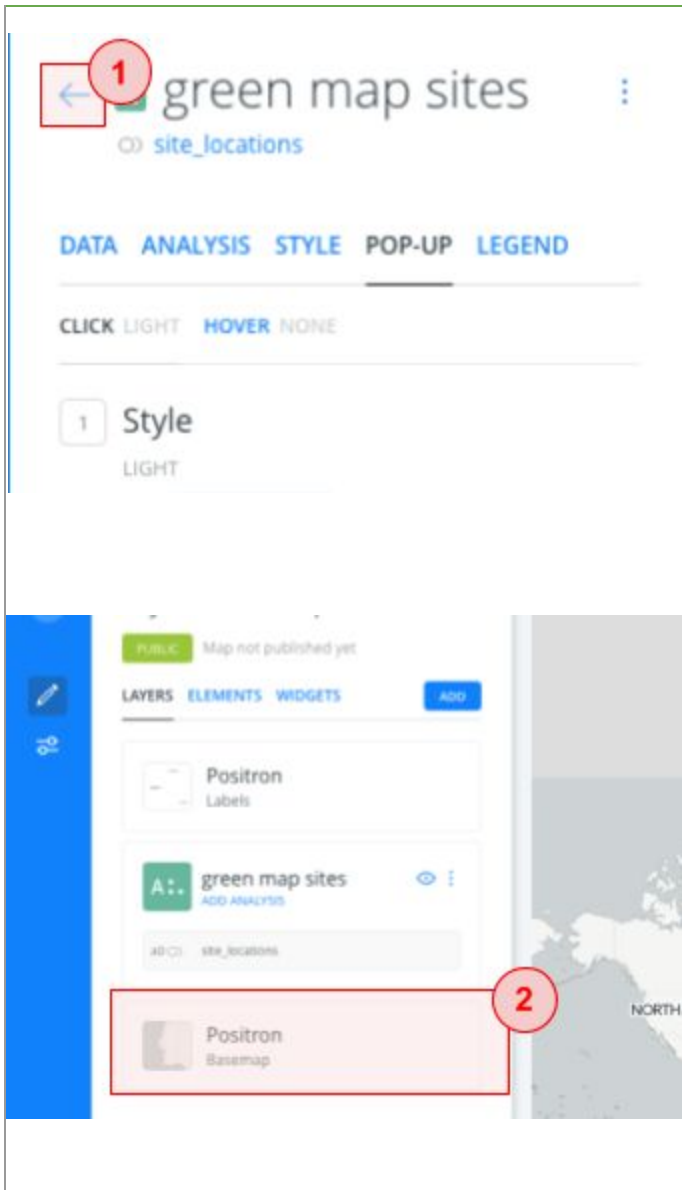 1
green map sites
site_locations
DATA ANALYSIS STYLE POP-UP LEGEND
CLICK LIGHT HOVER NONE
1 Style
LIGHT
PUBLIC Map not published yet
LAYERS ELEMENTS WIDGETS ADD
Positron
Labels
A
green map sites
ADD ANALYSIS
a0 site_locations
2
Positron
Basemap
NORTH